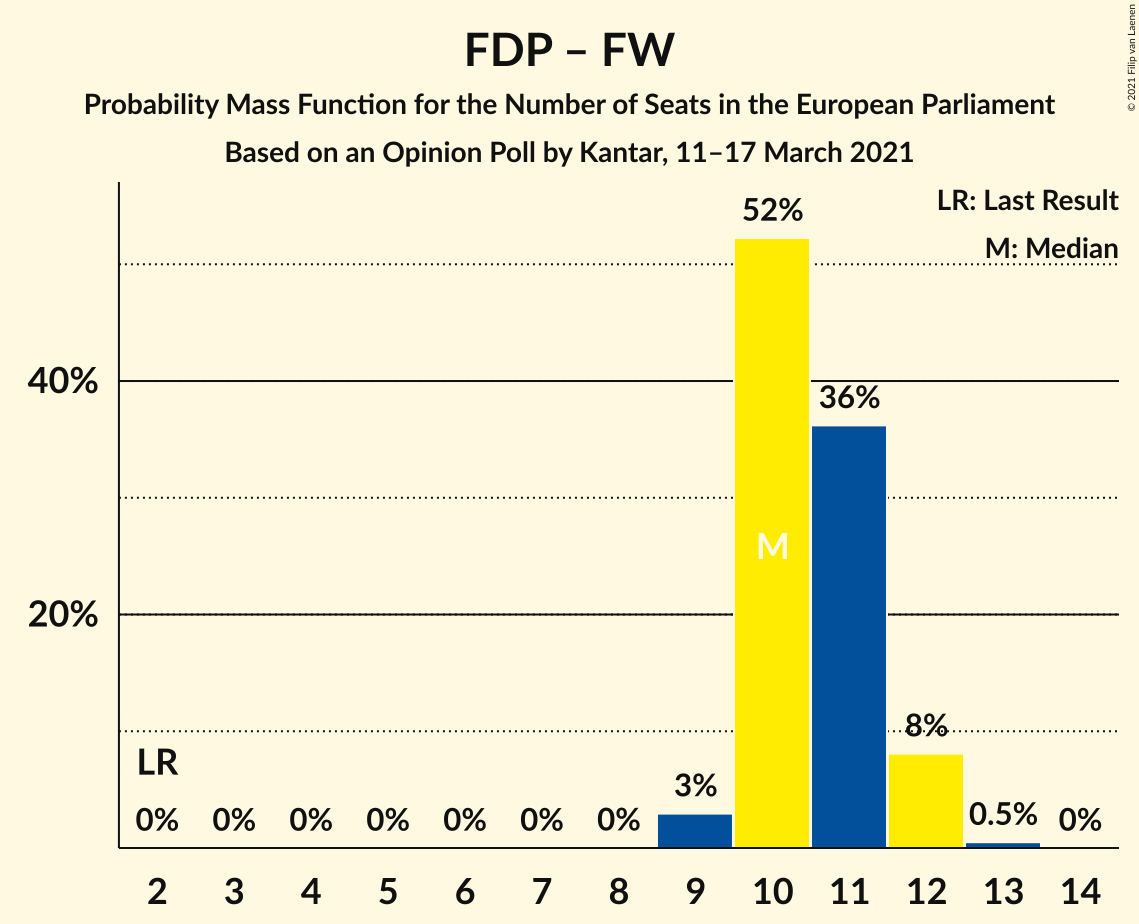 FDP – FW
Probability Mass Function for the Number of Seats in the European Parliament
Based on an Opinion Poll by Kantar, 11–17 March 2021
© 2021 Filip van Laenen
LR: Last Result
M: Median
52%
40%
36%
M
20%
8%
LR
3%
0% 0% 0% 0% 0% 0% 0% 0.5% 0%
2 3 4 5 6 7 8 9 10 11 12 13 14